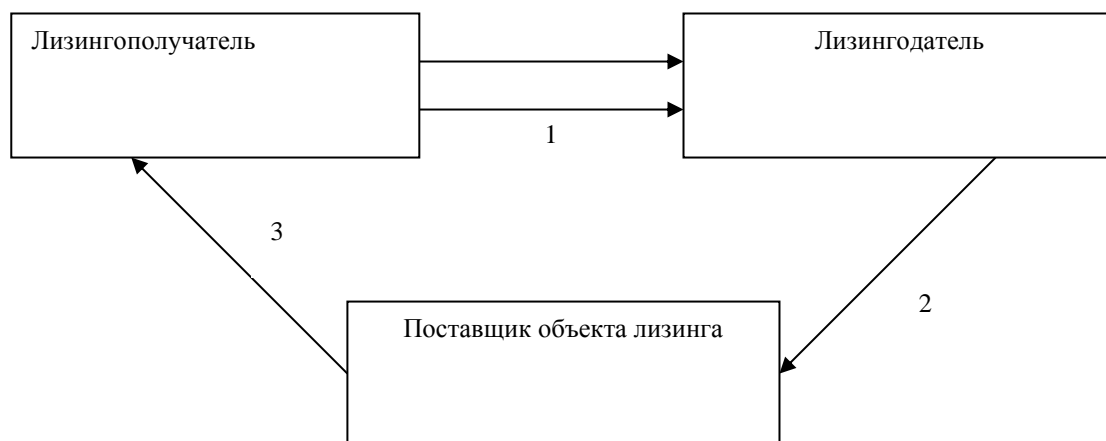 Лизингополучатель
Лизингодатель
1
3
2
Поставщик объекта лизинга